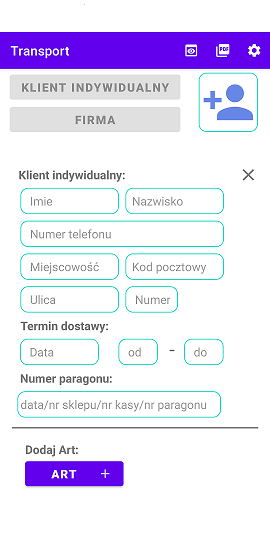 Transport
PDF
KLIENT INDYWIDUALNY
FIRMA
Klient indywidualny:
Imie Nazwisko
Numer telefonu
Miejscowość Kod pocztowy
Ulica Numer
Termin dostawy:
Data od - do
Numer paragonu:
data/nr sklepu/nr kasy/nr paragonu
Dodaj Art:
ART +